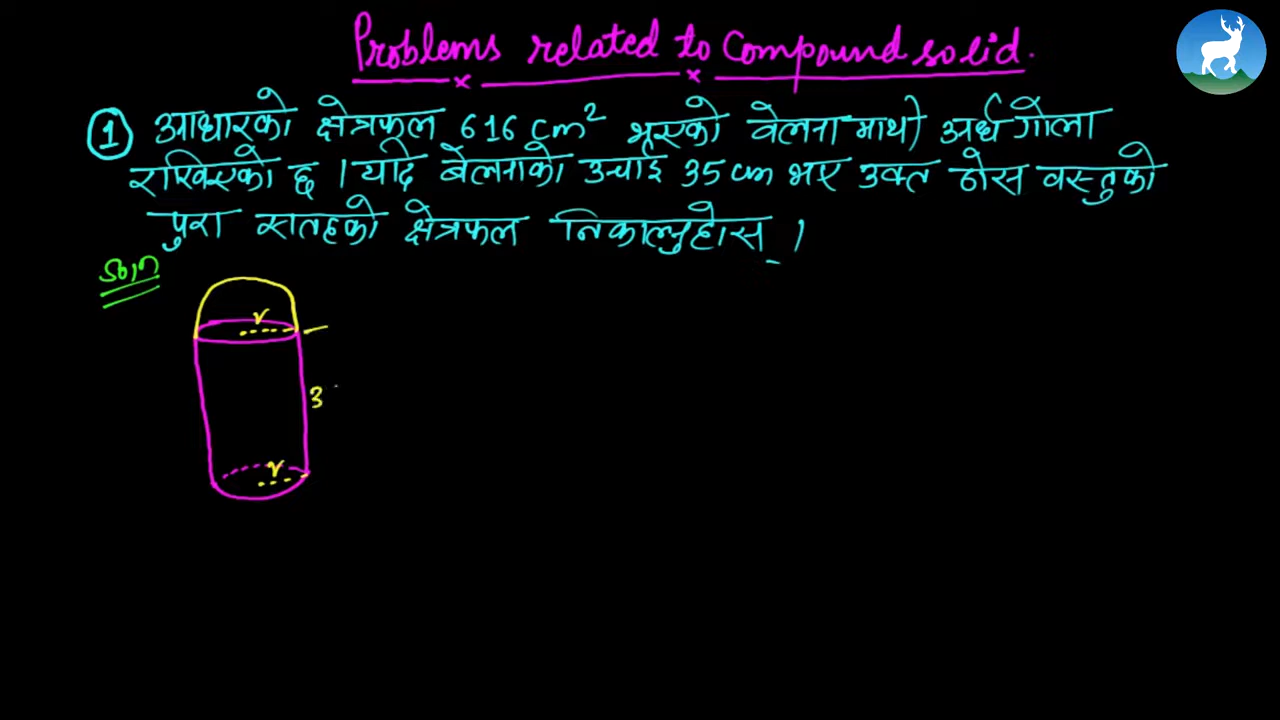 Problems related to Compound solid.
① आधारको क्षेत्रफल 616 cm² भएको वेलना माथी अर्ध गोला
राखिएको छ । यदि बेलनाको उचाई 35 cm भए उक्त ठोस वस्तुको
पुरा सतहको क्षेत्रफल निकाल्नुहोस् ।
Soln
r
3
r